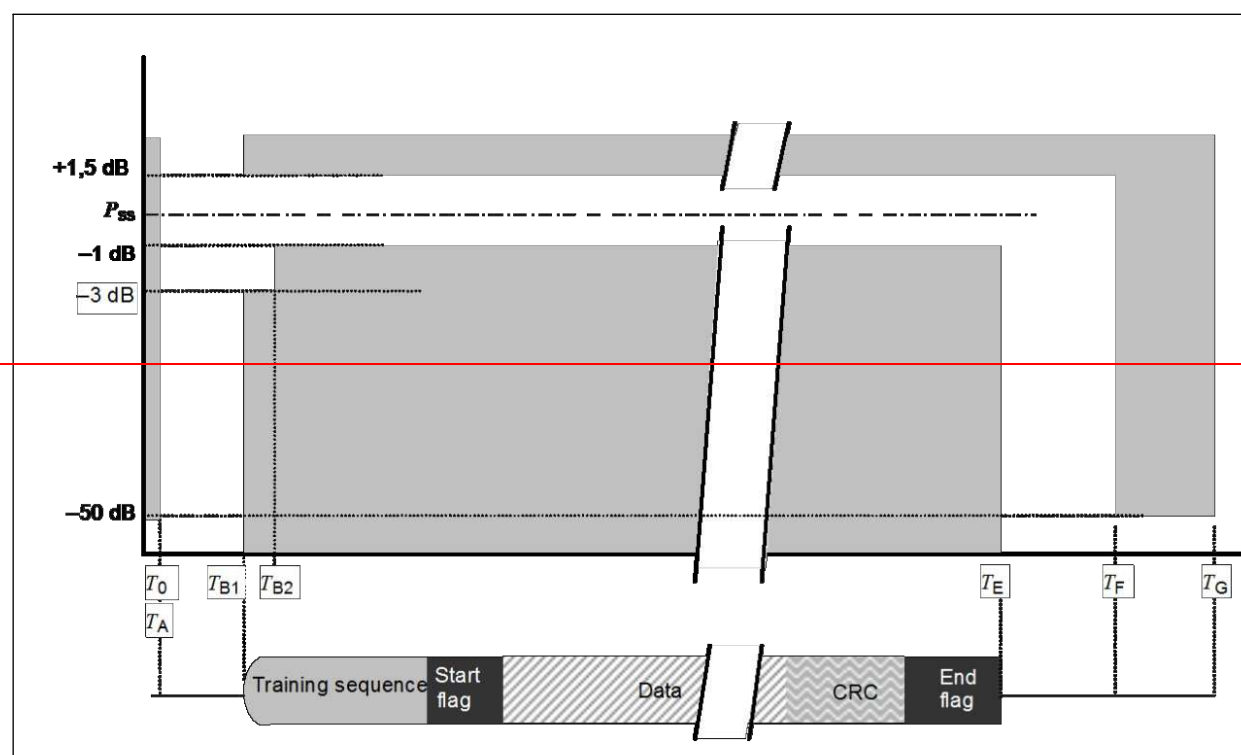 +1,5 dB
Pss
–1 dB
–3 dB
–50 dB
T0 TB1 TB2 TE TF TG
TA
Training sequence Start flag Data CRC End flag